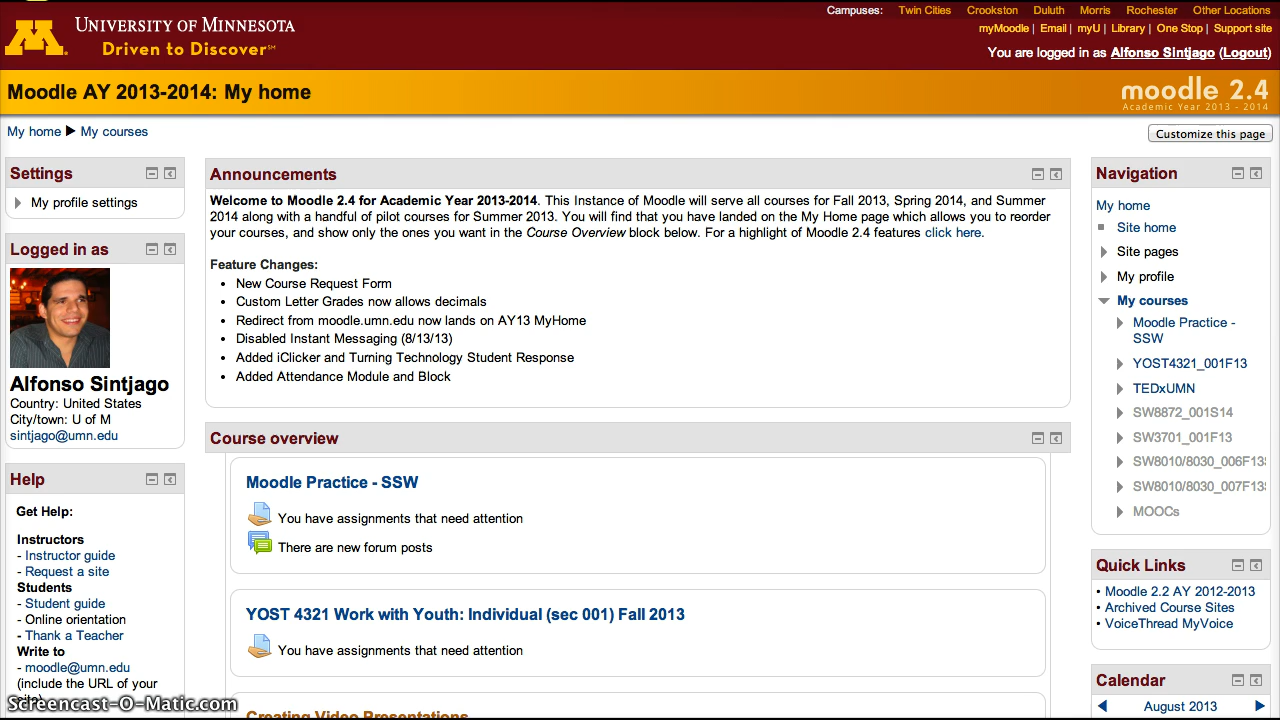 Campuses: Twin Cities Crookston Duluth Morris Rochester Other Locations
UNIVERSITY OF MINNESOTA
Driven to Discover℠
myMoodle | Email | myU | Library | One Stop | Support site
You are logged in as Alfonso Sintjago (Logout)
Moodle AY 2013-2014: My home
moodle 2.4
Academic Year 2013 - 2014
My home ► My courses
Customize this page
Settings
My profile settings
Logged in as
Alfonso Sintjago
Country: United States
City/town: U of M
sintjago@umn.edu
Help
Get Help:
Instructors
- Instructor guide
- Request a site
Students
- Student guide
- Online orientation
- Thank a Teacher
Write to
- moodle@umn.edu
(include the URL of your
Announcements
Welcome to Moodle 2.4 for Academic Year 2013-2014. This Instance of Moodle will serve all courses for Fall 2013, Spring 2014, and Summer
2014 along with a handful of pilot courses for Summer 2013. You will find that you have landed on the My Home page which allows you to reorder
your courses, and show only the ones you want in the Course Overview block below. For a highlight of Moodle 2.4 features click here.
Feature Changes:
• New Course Request Form
• Custom Letter Grades now allows decimals
• Redirect from moodle.umn.edu now lands on AY13 MyHome
• Disabled Instant Messaging (8/13/13)
• Added iClicker and Turning Technology Student Response
• Added Attendance Module and Block
Course overview
Moodle Practice - SSW
You have assignments that need attention
There are new forum posts
YOST 4321 Work with Youth: Individual (sec 001) Fall 2013
You have assignments that need attention
Creating Video Presentations
Navigation
My home
Site home
Site pages
My profile
My courses
Moodle Practice -
SSW
YOST4321_001F13
TEDxUMN
SW8872_001S14
SW3701_001F13
SW8010/8030_006F13
SW8010/8030_007F13
MOOCs
Quick Links
• Moodle 2.2 AY 2012-2013
• Archived Course Sites
• VoiceThread MyVoice
Calendar
◄ August 2013 ►
Screencast-O-Matic.com